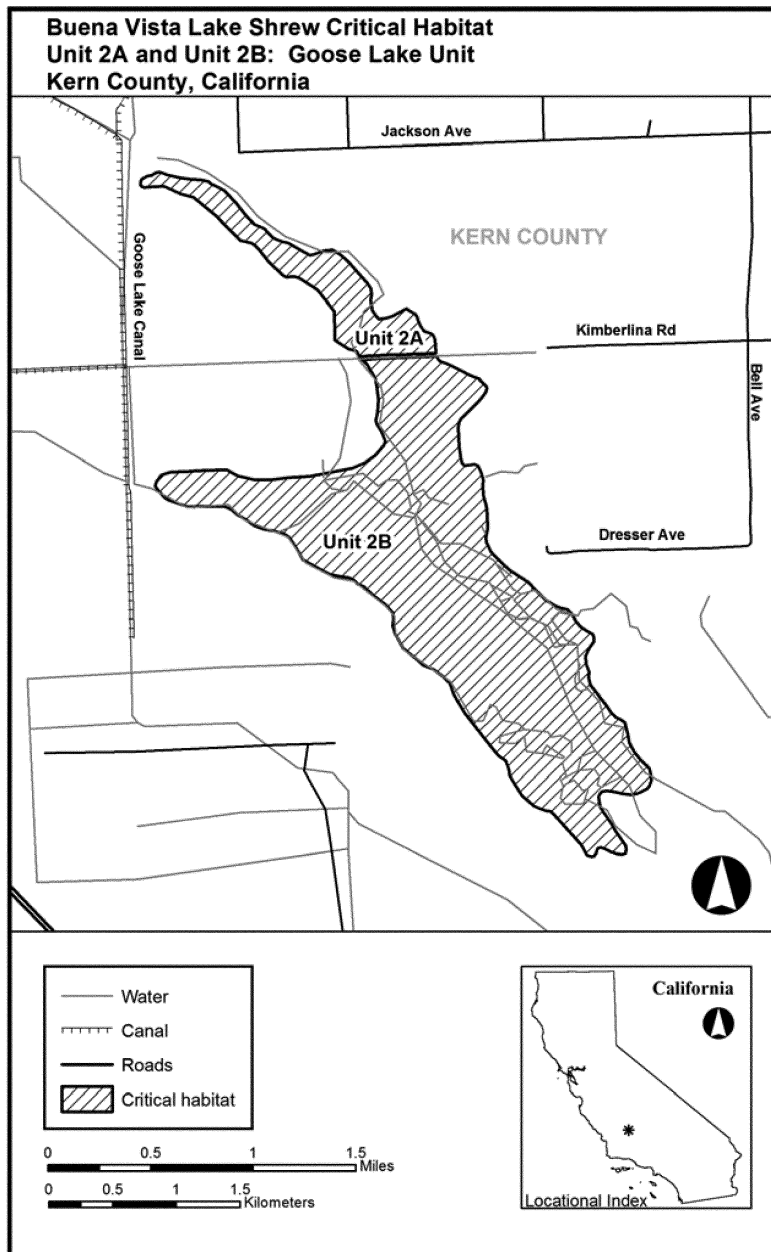 Buena Vista Lake Shrew Critical Habitat
Unit 2A and Unit 2B:  Goose Lake Unit
Kern County, California
Jackson Ave
KERN COUNTY
Goose Lake Canal
Unit 2A
Kimberlina Rd
Bell Ave
Unit 2B
Dresser Ave
Water
Canal
Roads
Critical habitat
0 0.5 1 1.5
Miles
0 0.5 1 1.5
Kilometers
California
Locational Index